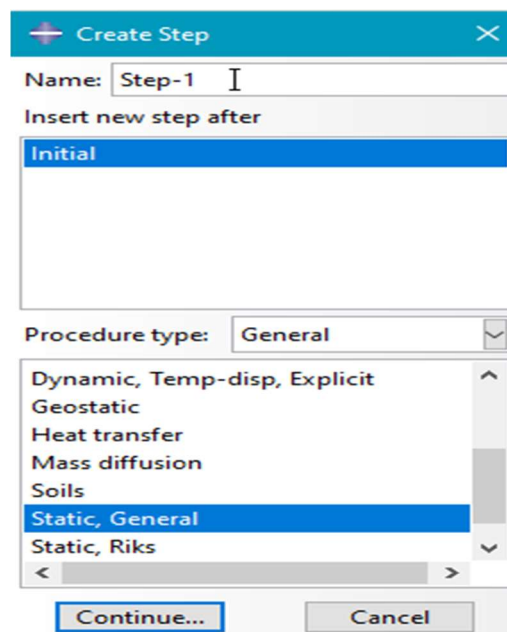 Create Step
Name: Step-1
Insert new step after
Initial
Procedure type: General
Dynamic, Temp-disp, Explicit
Geostatic
Heat transfer
Mass diffusion
Soils
Static, General
Static, Riks
Continue... Cancel